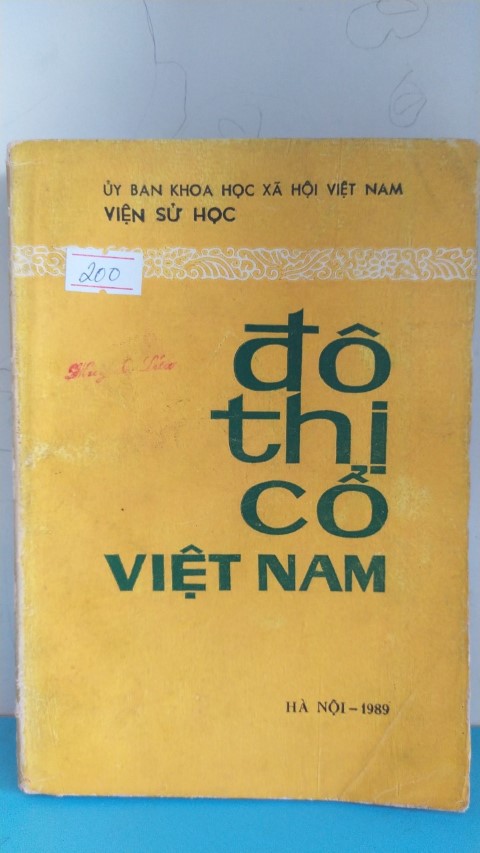 ỦY BAN KHOA HỌC XÃ HỘI VIỆT NAM
VIỆN SỬ HỌC
200
đô
thị
cổ
VIỆT NAM
HÀ NỘI – 1989